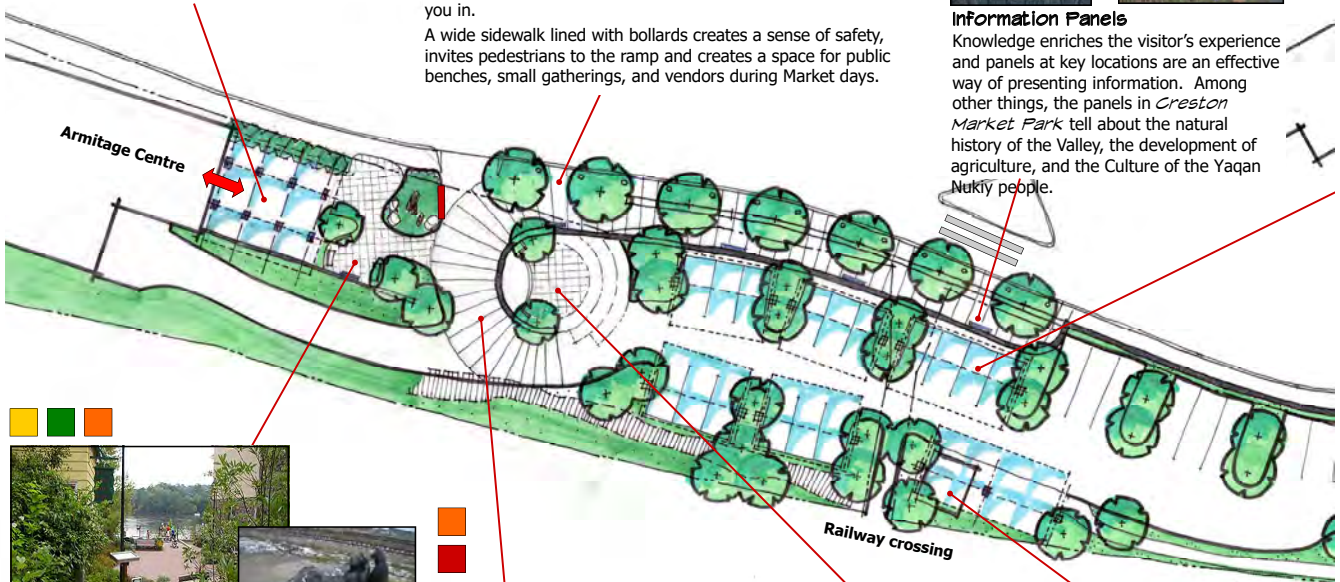 you in.
A wide sidewalk lined with bollards creates a sense of safety,
invites pedestrians to the ramp and creates a space for public
benches, small gatherings, and vendors during Market days.
Information Panels
Knowledge enriches the visitor’s experience
and panels at key locations are an effective
way of presenting information.  Among
other things, the panels in Creston
Market Park tell about the natural
history of the Valley, the development of
agriculture, and the Culture of the Yaqan
Nukiy people.
Armitage Centre
Railway crossing